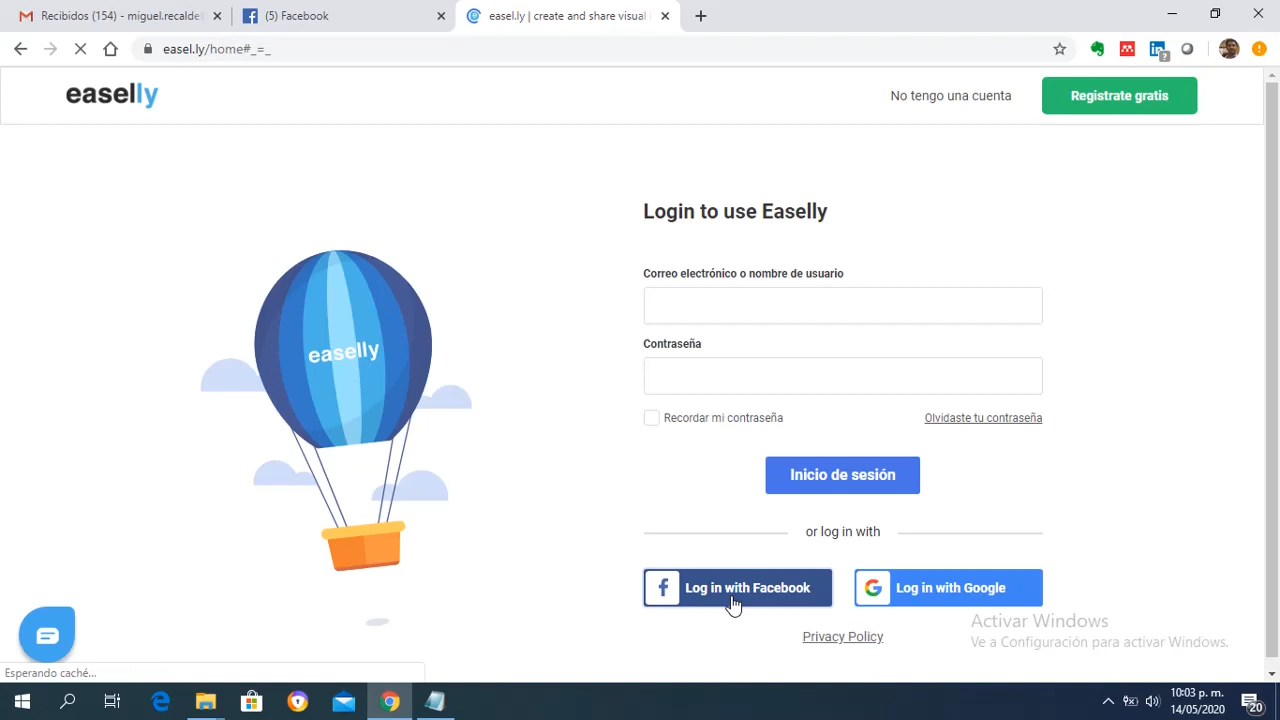 Recibidos (154) - miguel.recalde
(5) Facebook
easel.ly | create and share visual
easel.ly/home#_=_
easelly
No tengo una cuenta
Registrate gratis
Login to use Easelly
easelly
Correo electrónico o nombre de usuario
Contraseña
Recordar mi contraseña
Olvidaste tu contraseña
Inicio de sesión
or log in with
Log in with Facebook
Log in with Google
Activar Windows
Privacy Policy
Ve a Configuración para activar Windows.
Esperando caché...
10:03 p. m.
14/05/2020
20